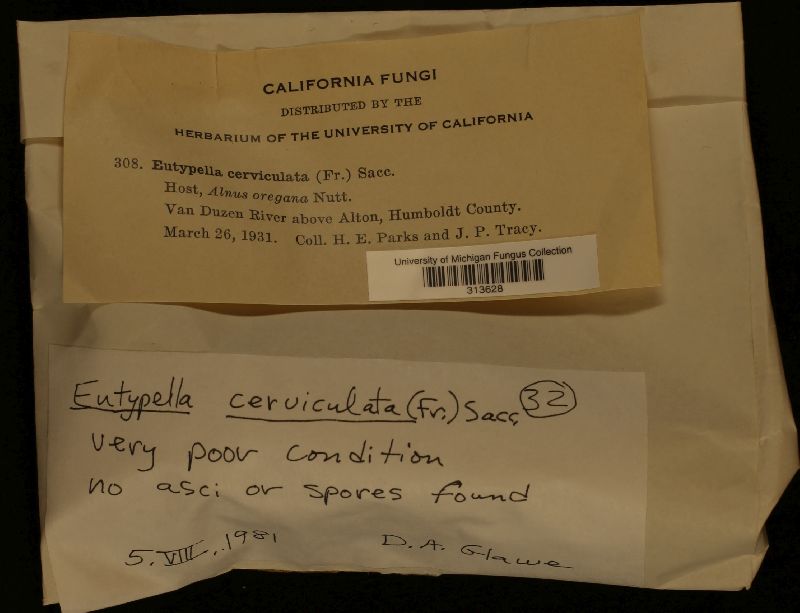 CALIFORNIA FUNGI
DISTRIBUTED BY THE
HERBARIUM OF THE UNIVERSITY OF CALIFORNIA
308. Eutypella cerviculata (Fr.) Sacc.
Host, Alnus oregana Nutt.
Van Duzen River above Alton, Humboldt County.
March 26, 1931. Coll. H. E. Parks and J. P. Tracy.
University of Michigan Fungus Collection
313628
Eutypella cerviculata (Fr.) Sacc. 32
very poor condition
no asci or spores found
5.VIII.1981 D.A. Glawe